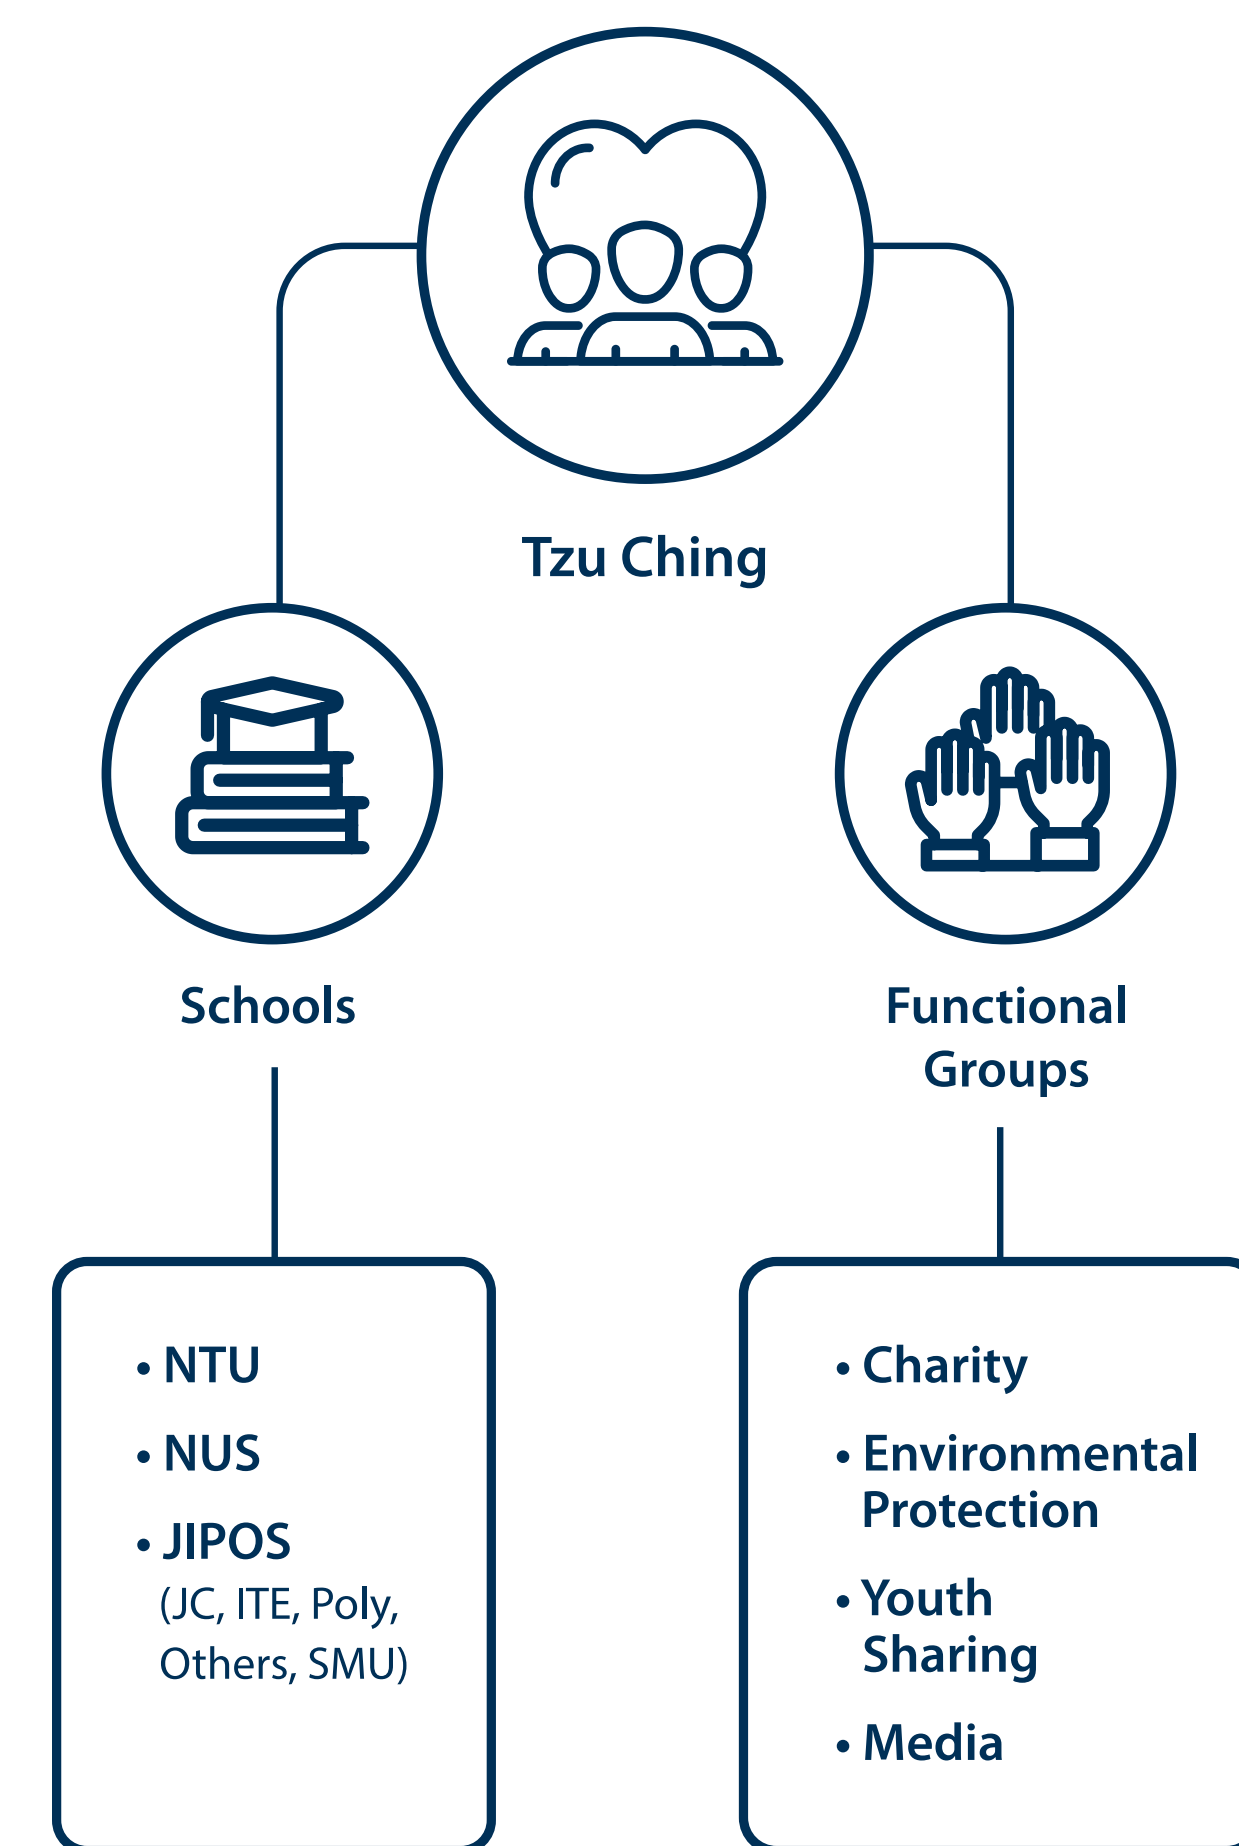 Tzu Ching
Schools
• NTU
• NUS
• JIPOS
(JC, ITE, Poly,
Others, SMU)
Functional
Groups
• Charity
• Environmental
Protection
• Youth
Sharing
• Media